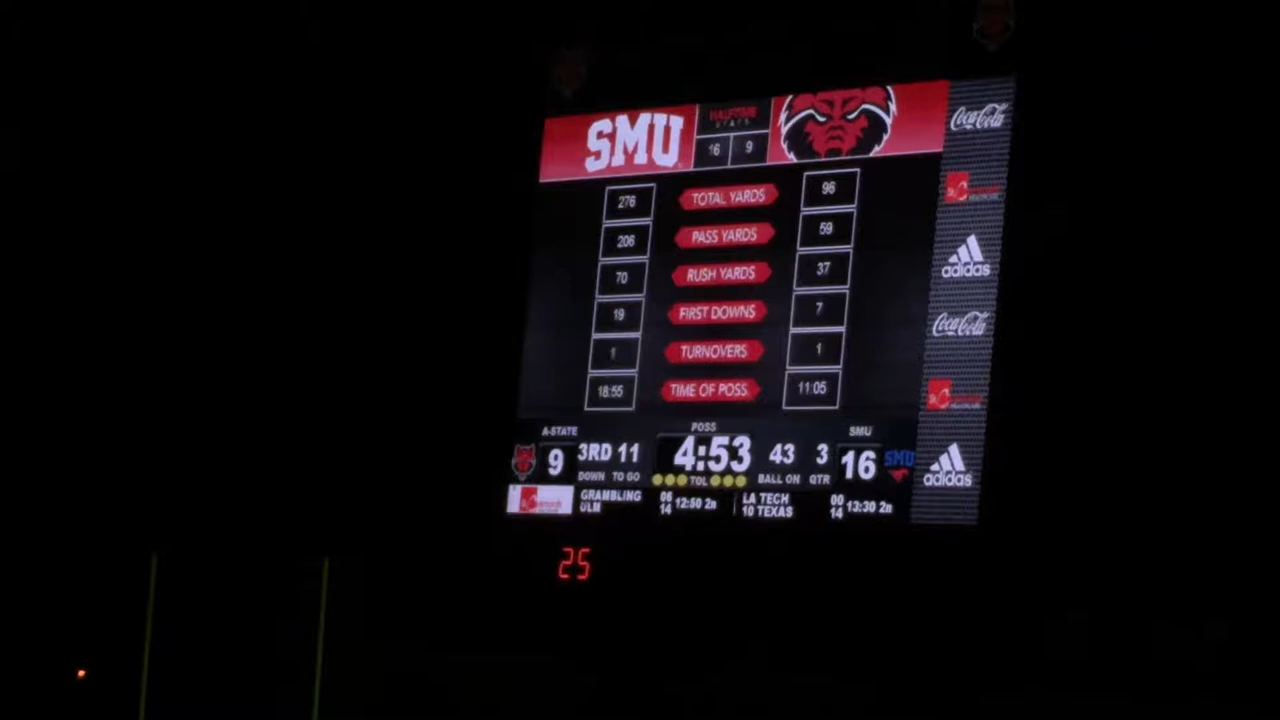 SMU
HALFTIME
STATS
16 9
276 TOTAL YARDS 96
206 PASS YARDS 59
70 RUSH YARDS 37
19 FIRST DOWNS 7
1 TURNOVERS 1
18:55 TIME OF POSS. 11:05
Coca-Cola
adidas
Coca-Cola
adidas
A-STATE POSS SMU
9 3RD 11 4:53 43 3 16 SMU
DOWN TO GO TOL BALL ON QTR
GRAMBLING 06 12:50 2n LA TECH 00 13:30 2n
ULM 14 10 TEXAS 14
25